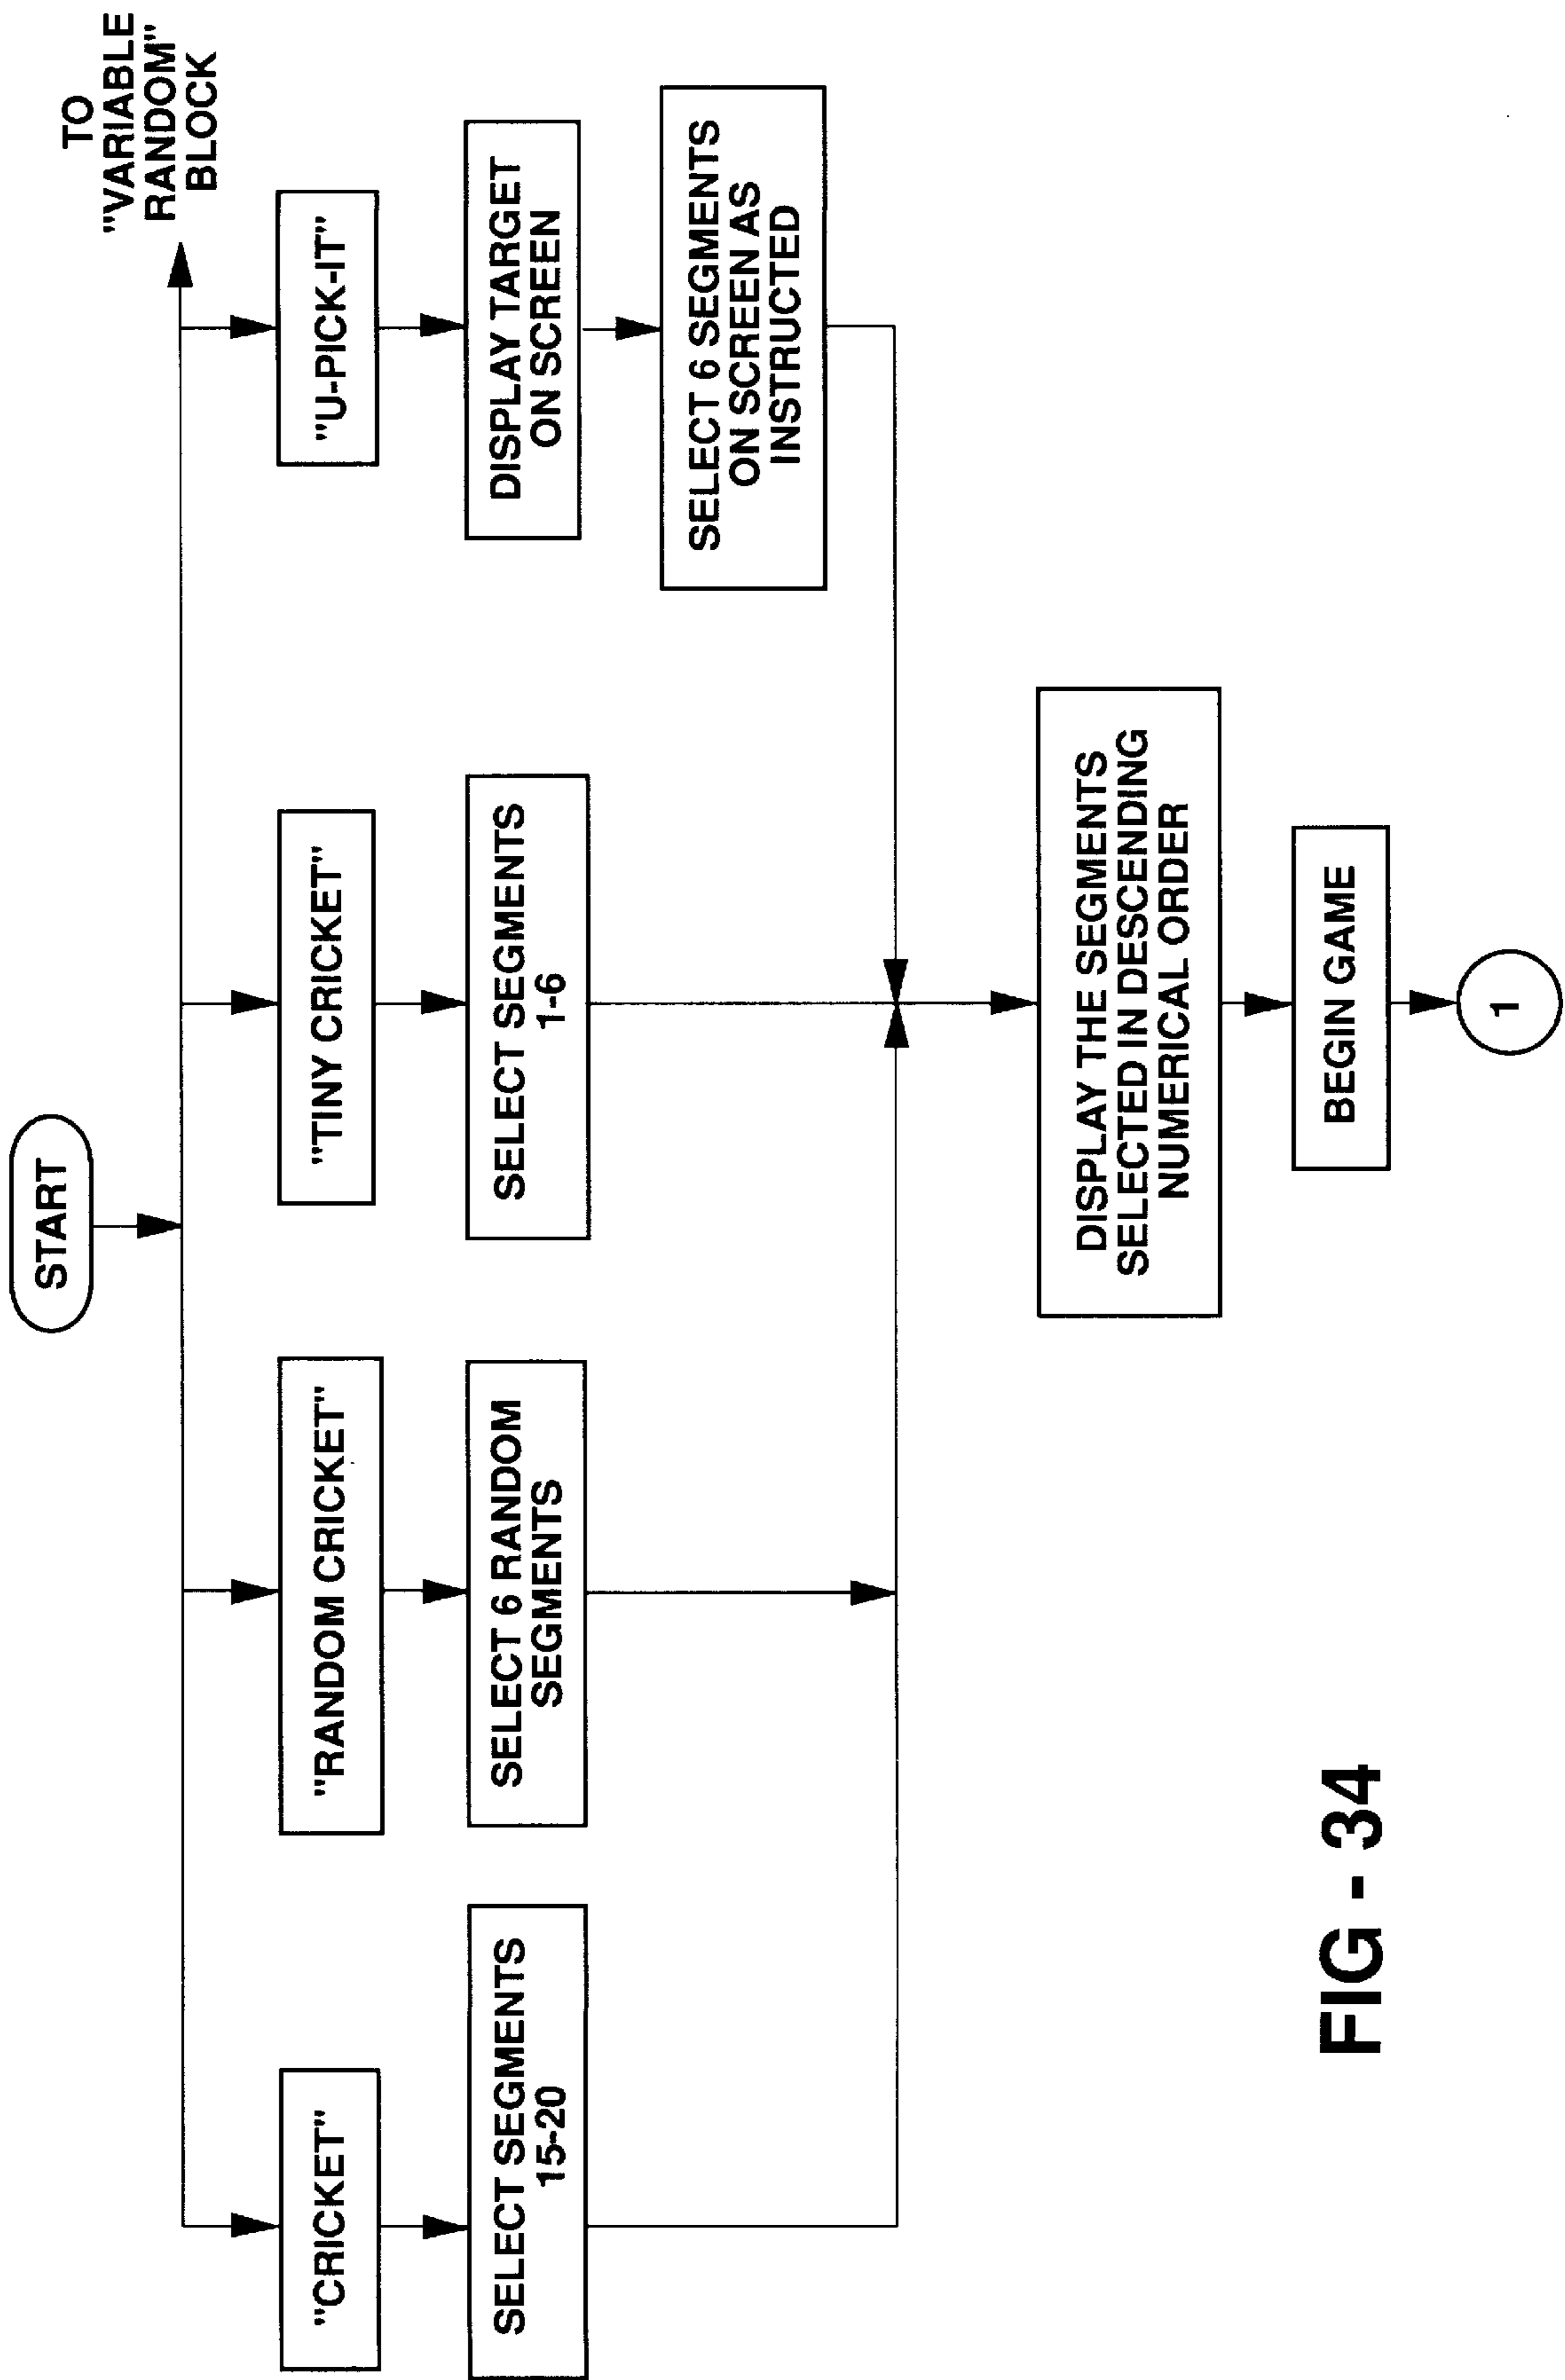 START
TO
"VARIABLE
RANDOM"
BLOCK
"CRICKET"
"RANDOM CRICKET"
"TINY CRICKET"
"U-PICK-IT"
SELECT SEGMENTS
15-20
SELECT 6 RANDOM
SEGMENTS
SELECT SEGMENTS
1-6
DISPLAY TARGET
ON SCREEN
SELECT 6 SEGMENTS
ON SCREEN AS
INSTRUCTED
DISPLAY THE SEGMENTS
SELECTED IN DESCENDING
NUMERICAL ORDER
BEGIN GAME
1
FIG - 34